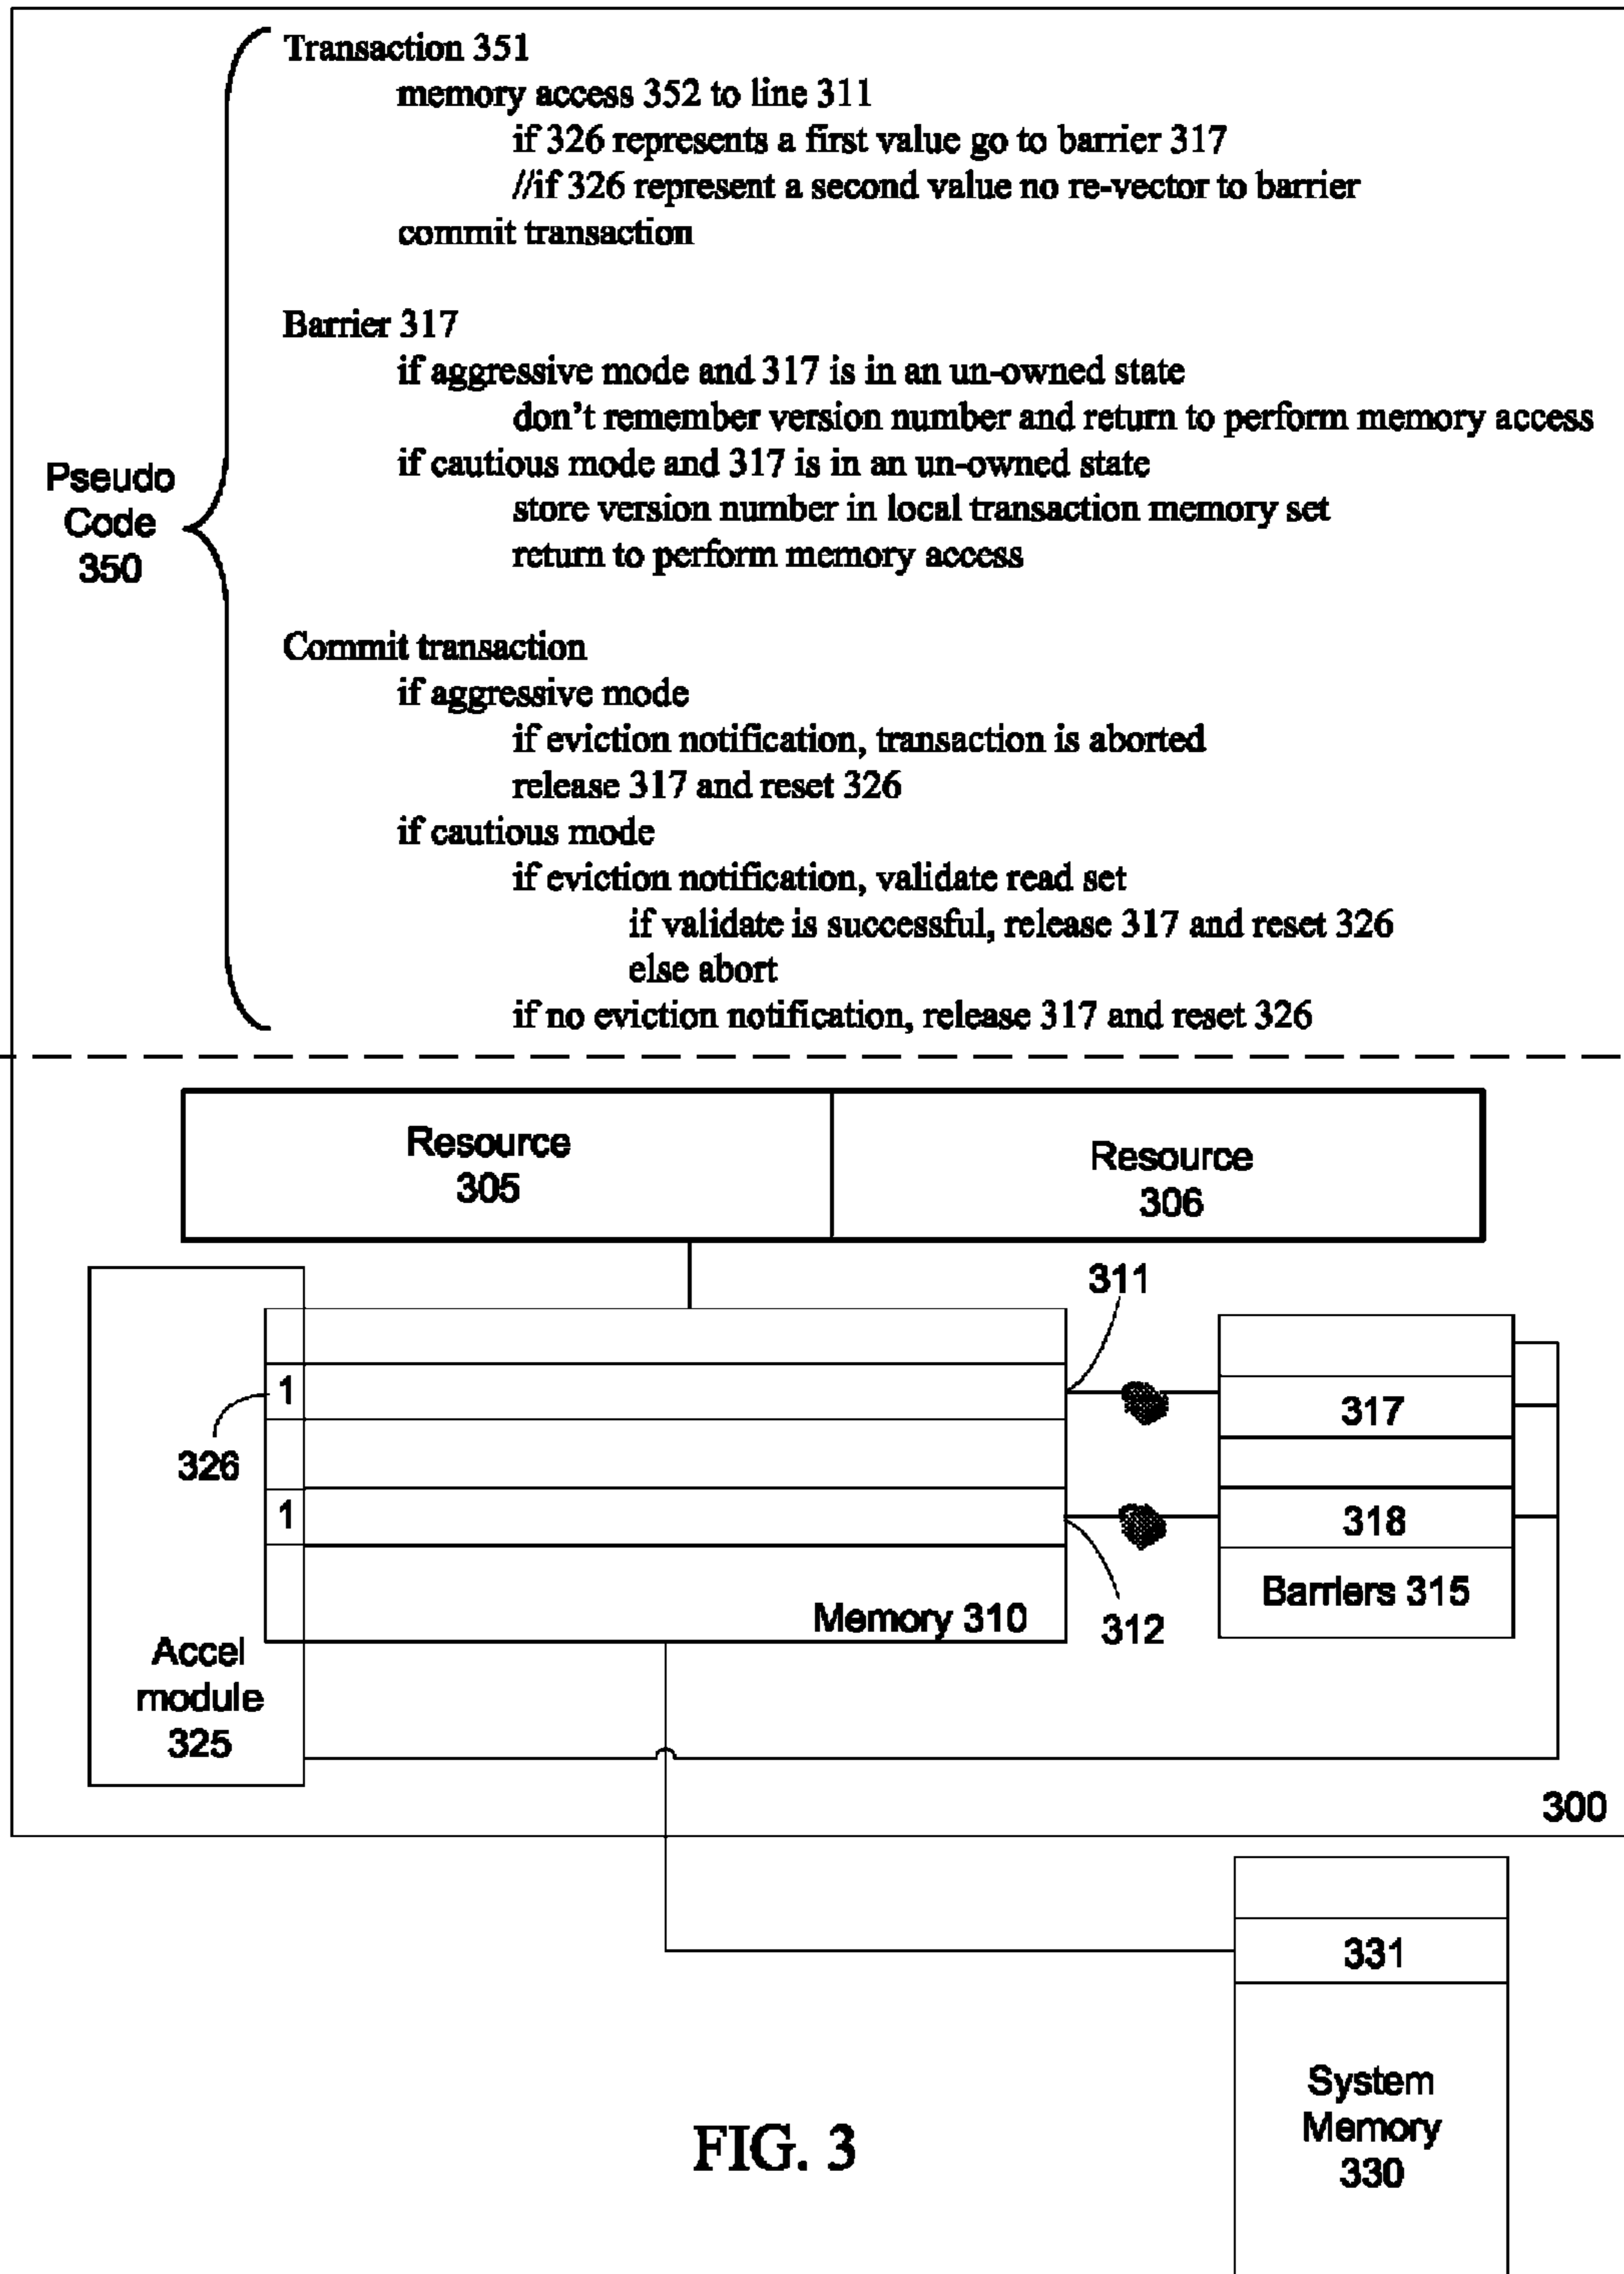 Transaction 351
memory access 352 to line 311
if 326 represents a first value go to barrier 317
//if 326 represent a second value no re-vector to barrier
commit transaction
Barrier 317
if aggressive mode and 317 is in an un-owned state
don't remember version number and return to perform memory access
if cautious mode and 317 is in an un-owned state
store version number in local transaction memory set
return to perform memory access
Pseudo
Code
350
Commit transaction
if aggressive mode
if eviction notification, transaction is aborted
release 317 and reset 326
if cautious mode
if eviction notification, validate read set
if validate is successful, release 317 and reset 326
else abort
if no eviction notification, release 317 and reset 326
Resource
305
Resource
306
311
1
317
326
1
318
Barriers 315
Memory 310
312
Accel
module
325
300
331
System
Memory
330
FIG. 3